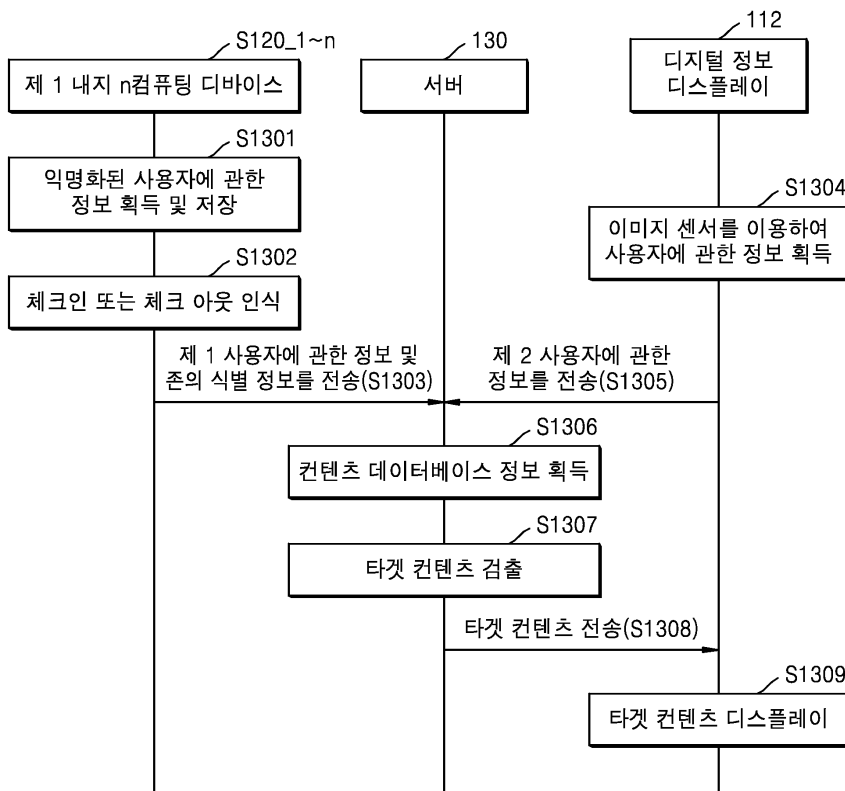 S120_1~n
130
112
제 1 내지 n컴퓨팅 디바이스
서버
디지털 정보
디스플레이
S1301
익명화된 사용자에 관한
정보 획득 및 저장
S1304
이미지 센서를 이용하여
사용자에 관한 정보 획득
S1302
체크인 또는 체크 아웃 인식
제 1 사용자에 관한 정보 및
존의 식별 정보를 전송(S1303)
제 2 사용자에 관한
정보를 전송(S1305)
S1306
컨텐츠 데이터베이스 정보 획득
S1307
타겟 컨텐츠 검출
타겟 컨텐츠 전송(S1308)
S1309
타겟 컨텐츠 디스플레이